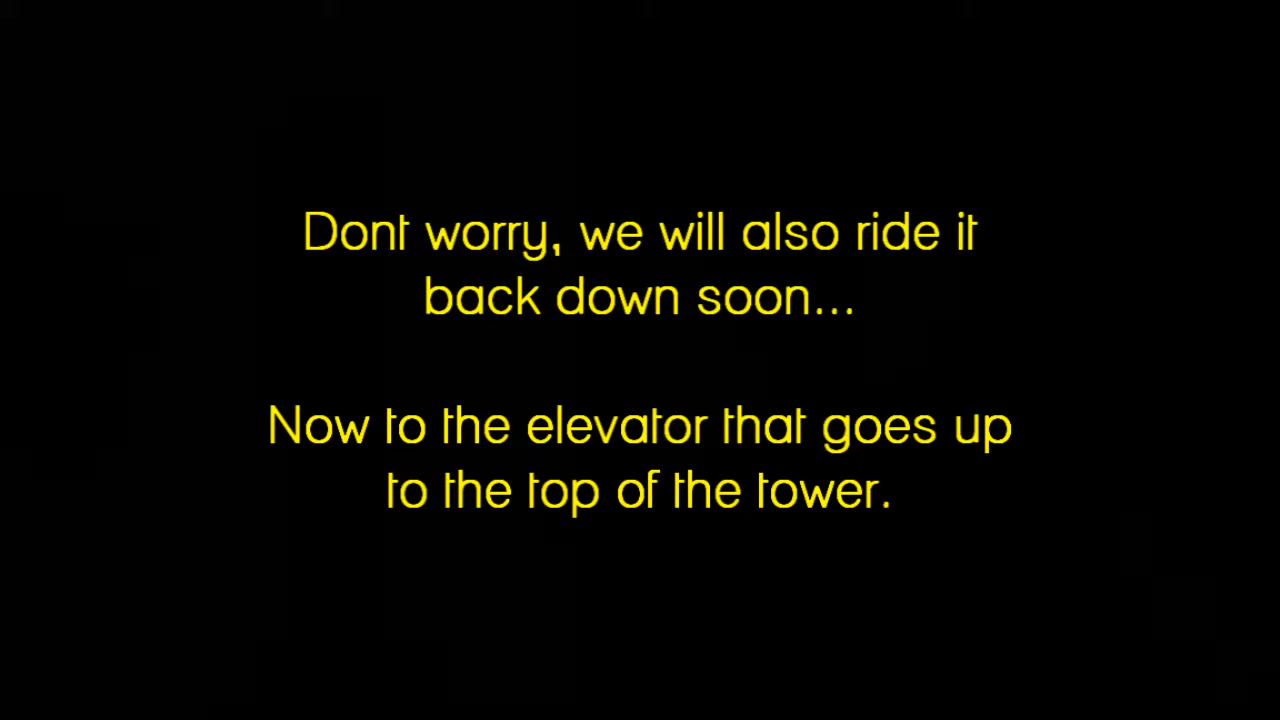 Dont worry, we will also ride it
back down soon...
Now to the elevator that goes up
to the top of the tower.